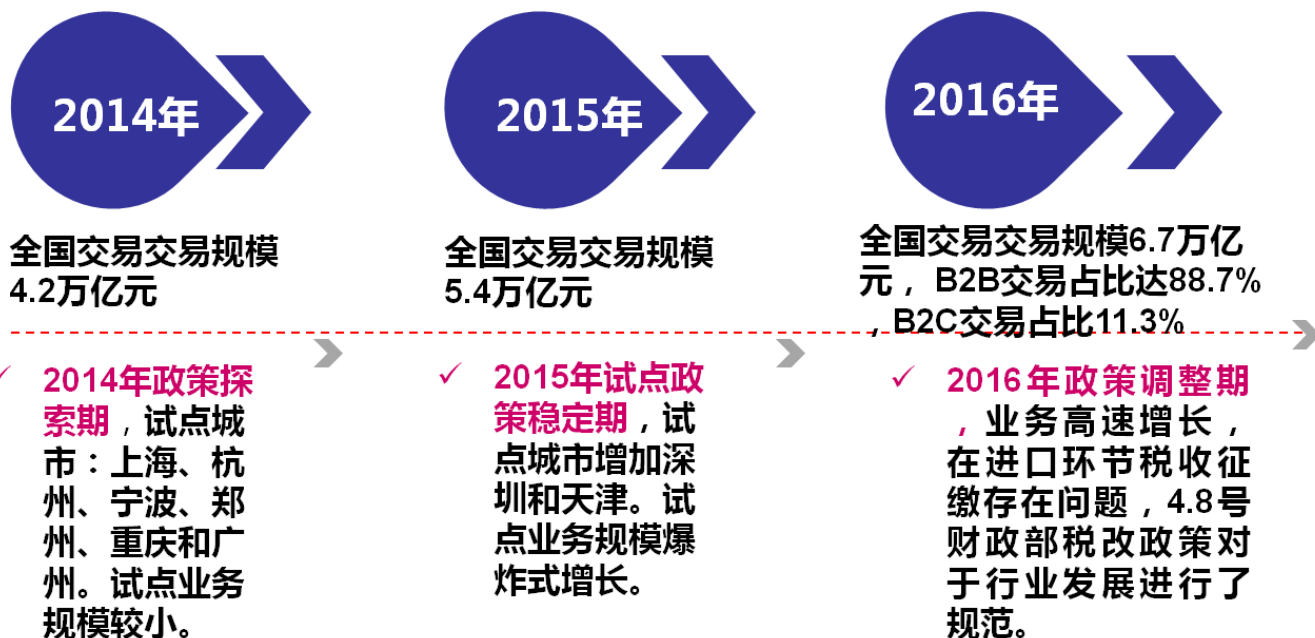 2014年
全国交易交易规模
4.2万亿元
2014年政策探
索期，试点城
市：上海、杭
州、宁波、郑
州、重庆和广
州。试点业务
规模较小。
2015年
全国交易交易规模
5.4万亿元
2015年试点政
策稳定期，试
点城市增加深
圳和天津。试
点业务规模爆
炸式增长。
2016年
全国交易交易规模6.7万亿
元，B2B交易占比达88.7%
，B2C交易占比11.3%
2016年政策调整期
，业务高速增长，
在进口环节税收征
缴存在问题，4.8号
财政部税改政策对
于行业发展进行了
规范。